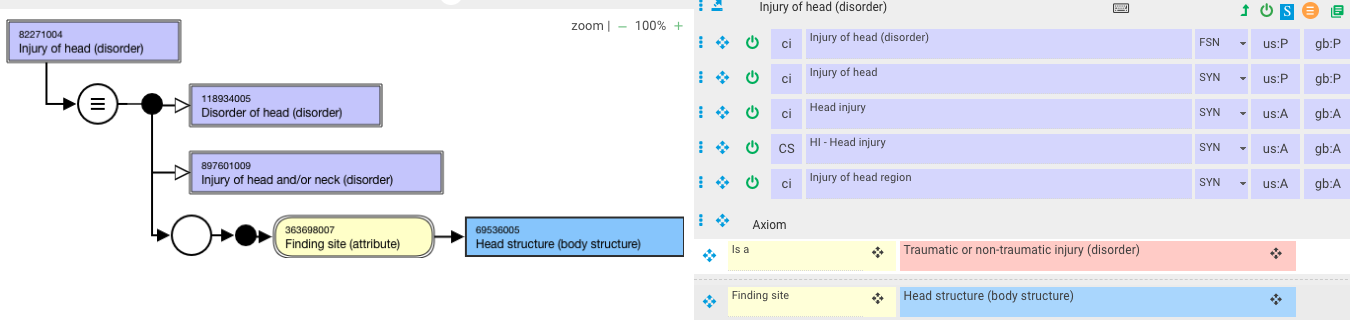 zoom | − 100% +
82271004
Injury of head (disorder)
118934005
Disorder of head (disorder)
897601009
Injury of head and/or neck (disorder)
363698007
Finding site (attribute)
69536005
Head structure (body structure)
Injury of head (disorder)
S
ci Injury of head (disorder) FSN us:P gb:P
ci Injury of head SYN us:P gb:P
ci Head injury SYN us:A gb:A
CS HI - Head injury SYN us:A gb:A
ci Injury of head region SYN us:A gb:A
Axiom
Is a Traumatic or non-traumatic injury (disorder)
Finding site Head structure (body structure)